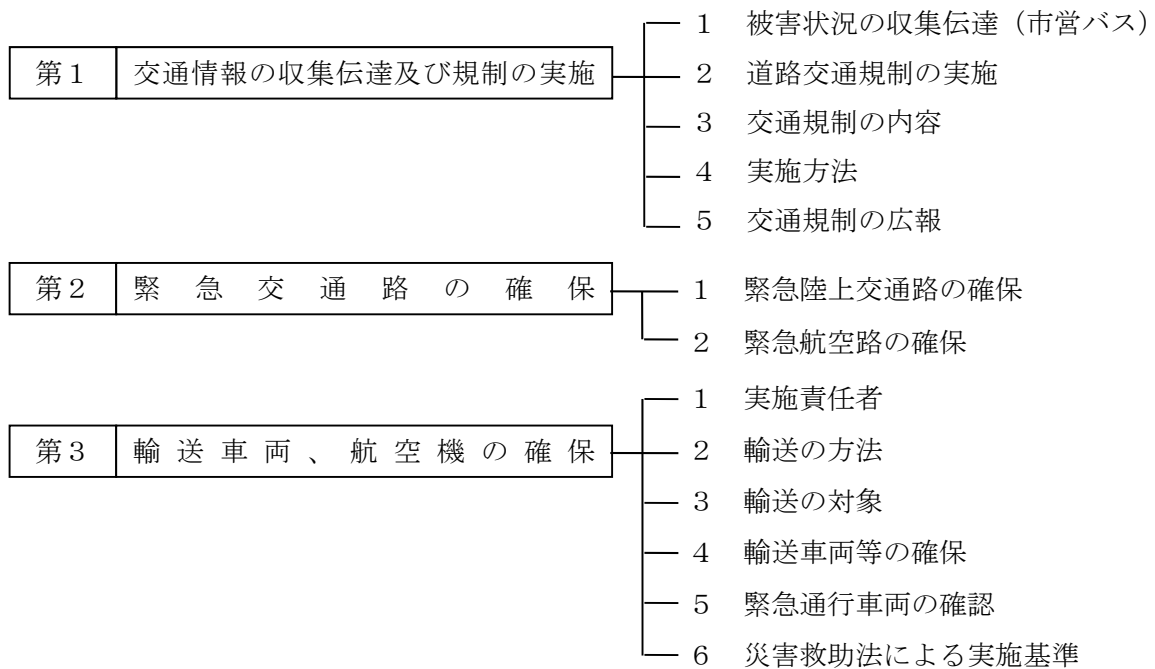 第１ 交通情報の収集伝達及び規制の実施
１ 被害状況の収集伝達（市営バス）
２ 道路交通規制の実施
３ 交通規制の内容
４ 実施方法
５ 交通規制の広報
第２ 緊急交通路の確保
１ 緊急陸上交通路の確保
２ 緊急航空路の確保
第３ 輸送車両、航空機の確保
１ 実施責任者
２ 輸送の方法
３ 輸送の対象
４ 輸送車両等の確保
５ 緊急通行車両の確認
６ 災害救助法による実施基準